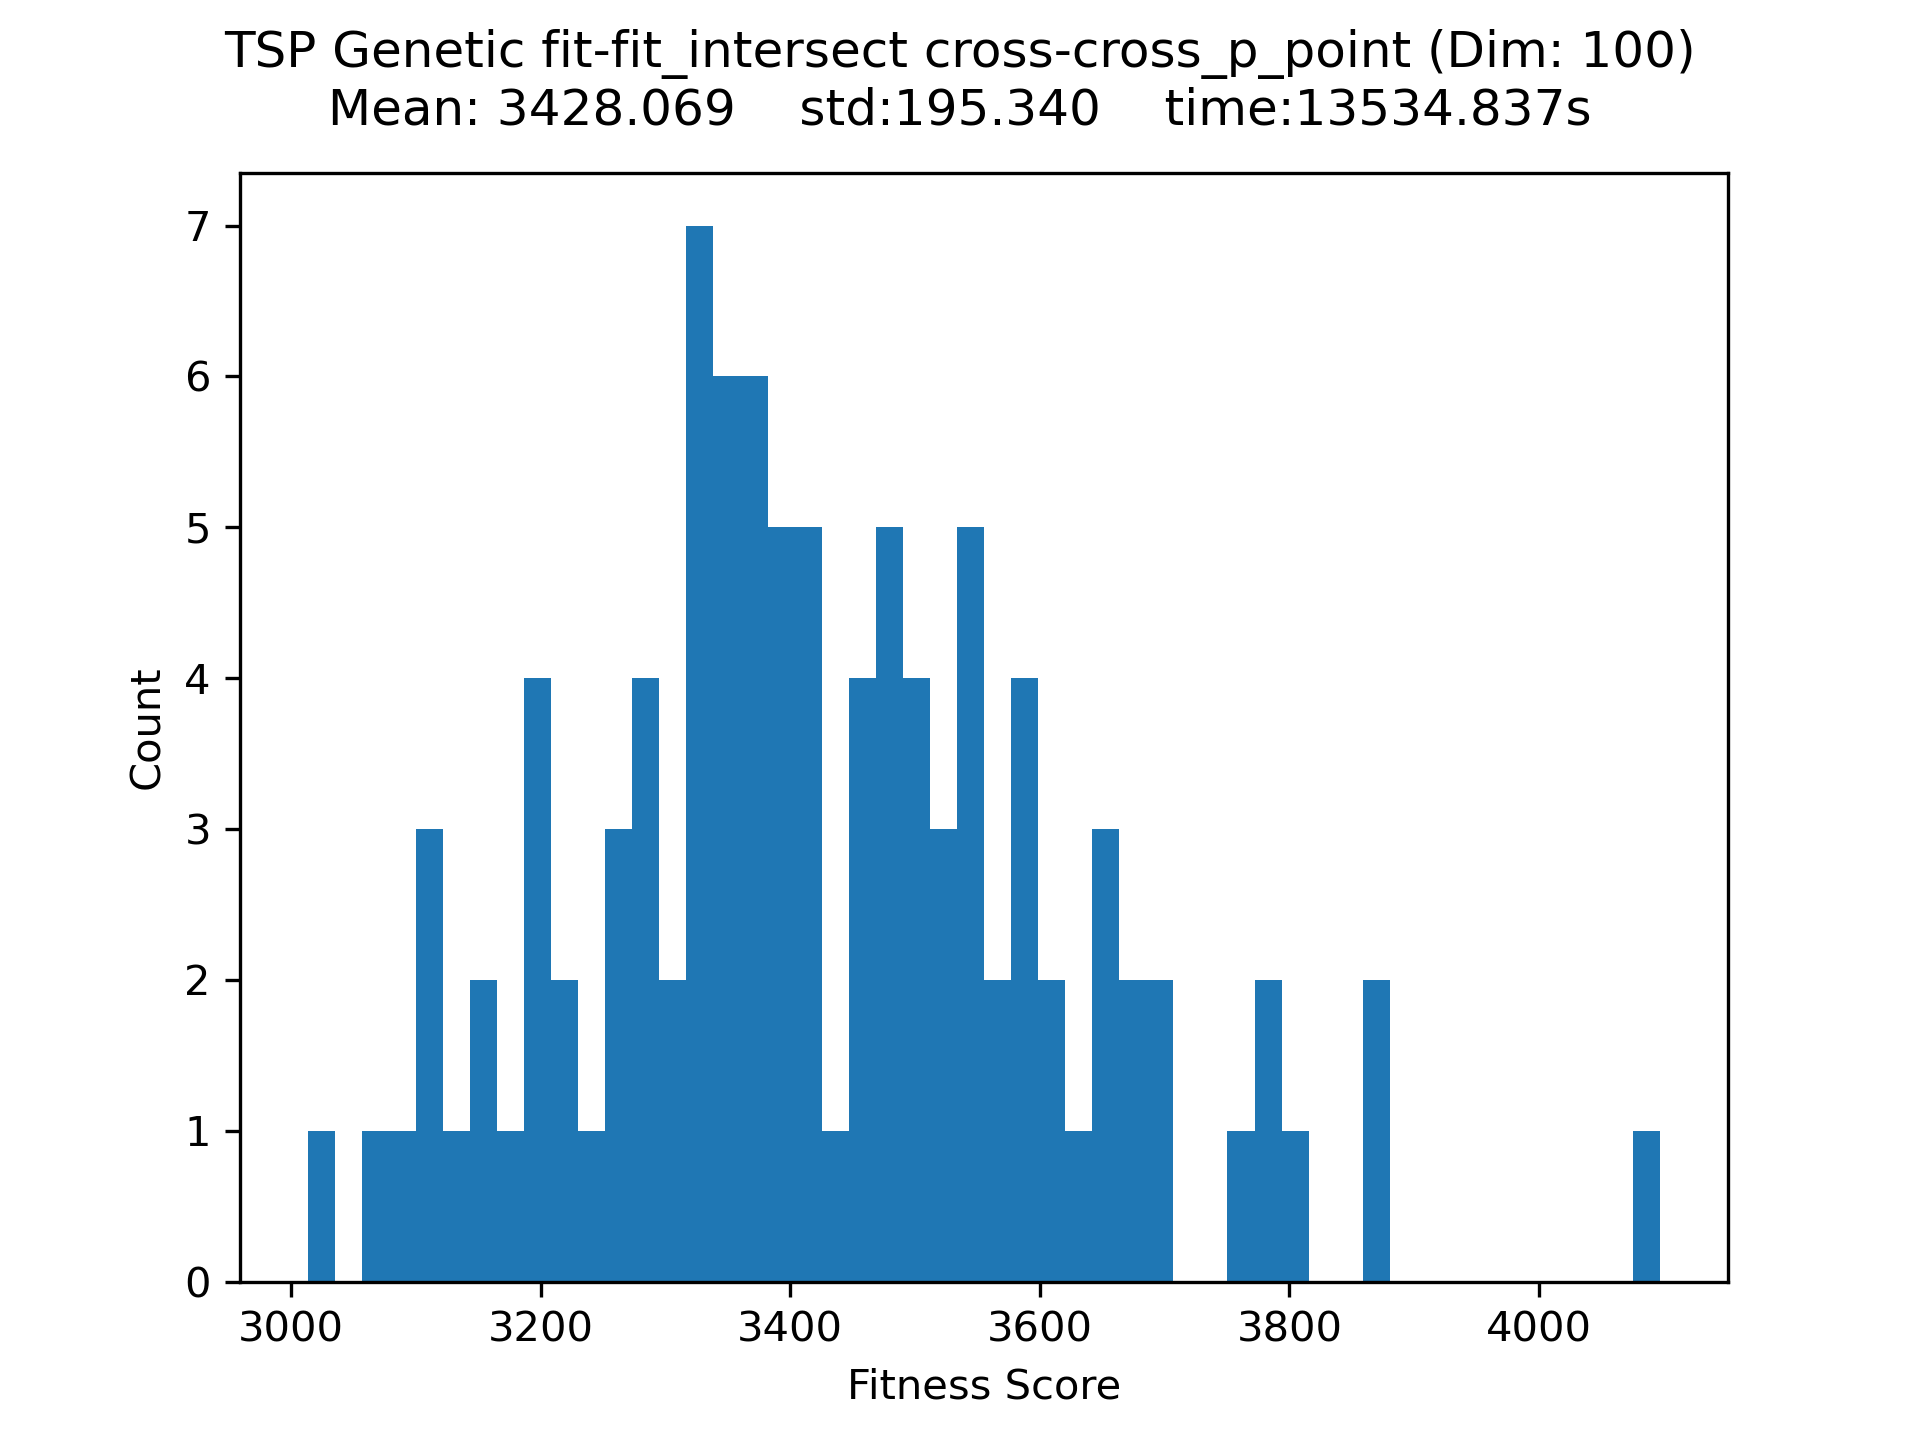 TSP Genetic fit-fit_intersect cross-cross_p_point (Dim: 100)
Mean: 3428.069    std:195.340    time:13534.837s
7
6
5
4
3
2
1
0
Count
3000 3200 3400 3600 3800 4000
Fitness Score